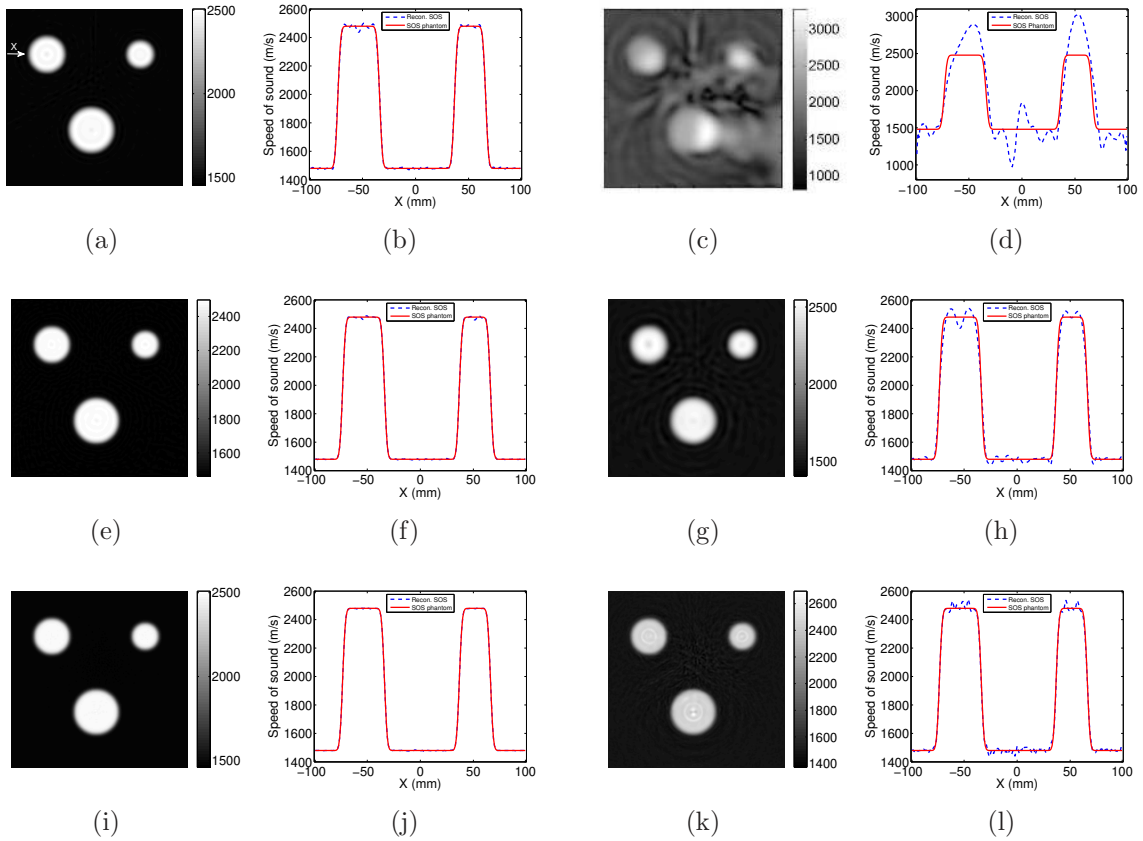 X
2500
2000
1500
Speed of sound (m/s)
2600
2400
2200
2000
1800
1600
1400
−100
−50
0
50
100
X (mm)
Recon. SOS
SOS phantom
3000
2500
2000
1500
1000
Speed of sound (m/s)
3000
2500
2000
1500
1000
−100
−50
0
50
100
X (mm)
Recon. SOS
SOS Phantom
(a)
(b)
(c)
(d)
2400
2200
2000
1800
1600
Speed of sound (m/s)
2600
2400
2200
2000
1800
1600
1400
−100
−50
0
50
100
X (mm)
Recon. SOS
SOS phantom
2500
2000
1500
Speed of sound (m/s)
2600
2400
2200
2000
1800
1600
1400
−100
−50
0
50
100
X (mm)
Recon. SOS
SOS phantom
(e)
(f)
(g)
(h)
2500
2000
1500
Speed of sound (m/s)
2600
2400
2200
2000
1800
1600
1400
−100
−50
0
50
100
X (mm)
Recon. SOS
SOS phantom
2600
2400
2200
2000
1800
1600
1400
Speed of sound (m/s)
2600
2400
2200
2000
1800
1600
1400
−100
−50
0
50
100
X (mm)
Recon. SOS
SOS phantom
(i)
(j)
(k)
(l)